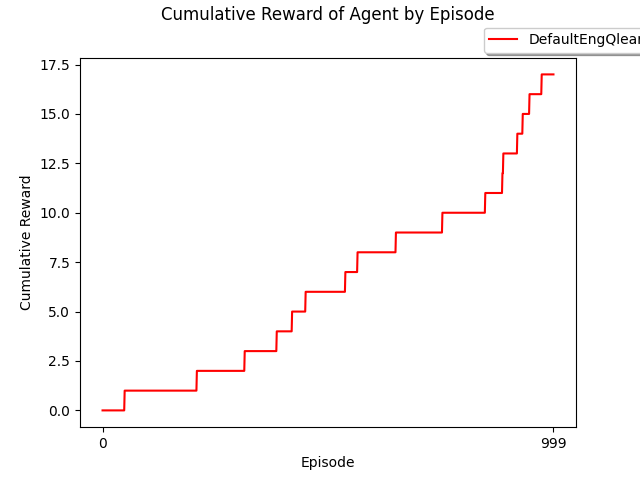 Cumulative Reward of Agent by Episode
DefaultEngQlear
17.5
15.0
12.5
10.0
7.5
5.0
2.5
0.0
Cumulative Reward
0
999
Episode